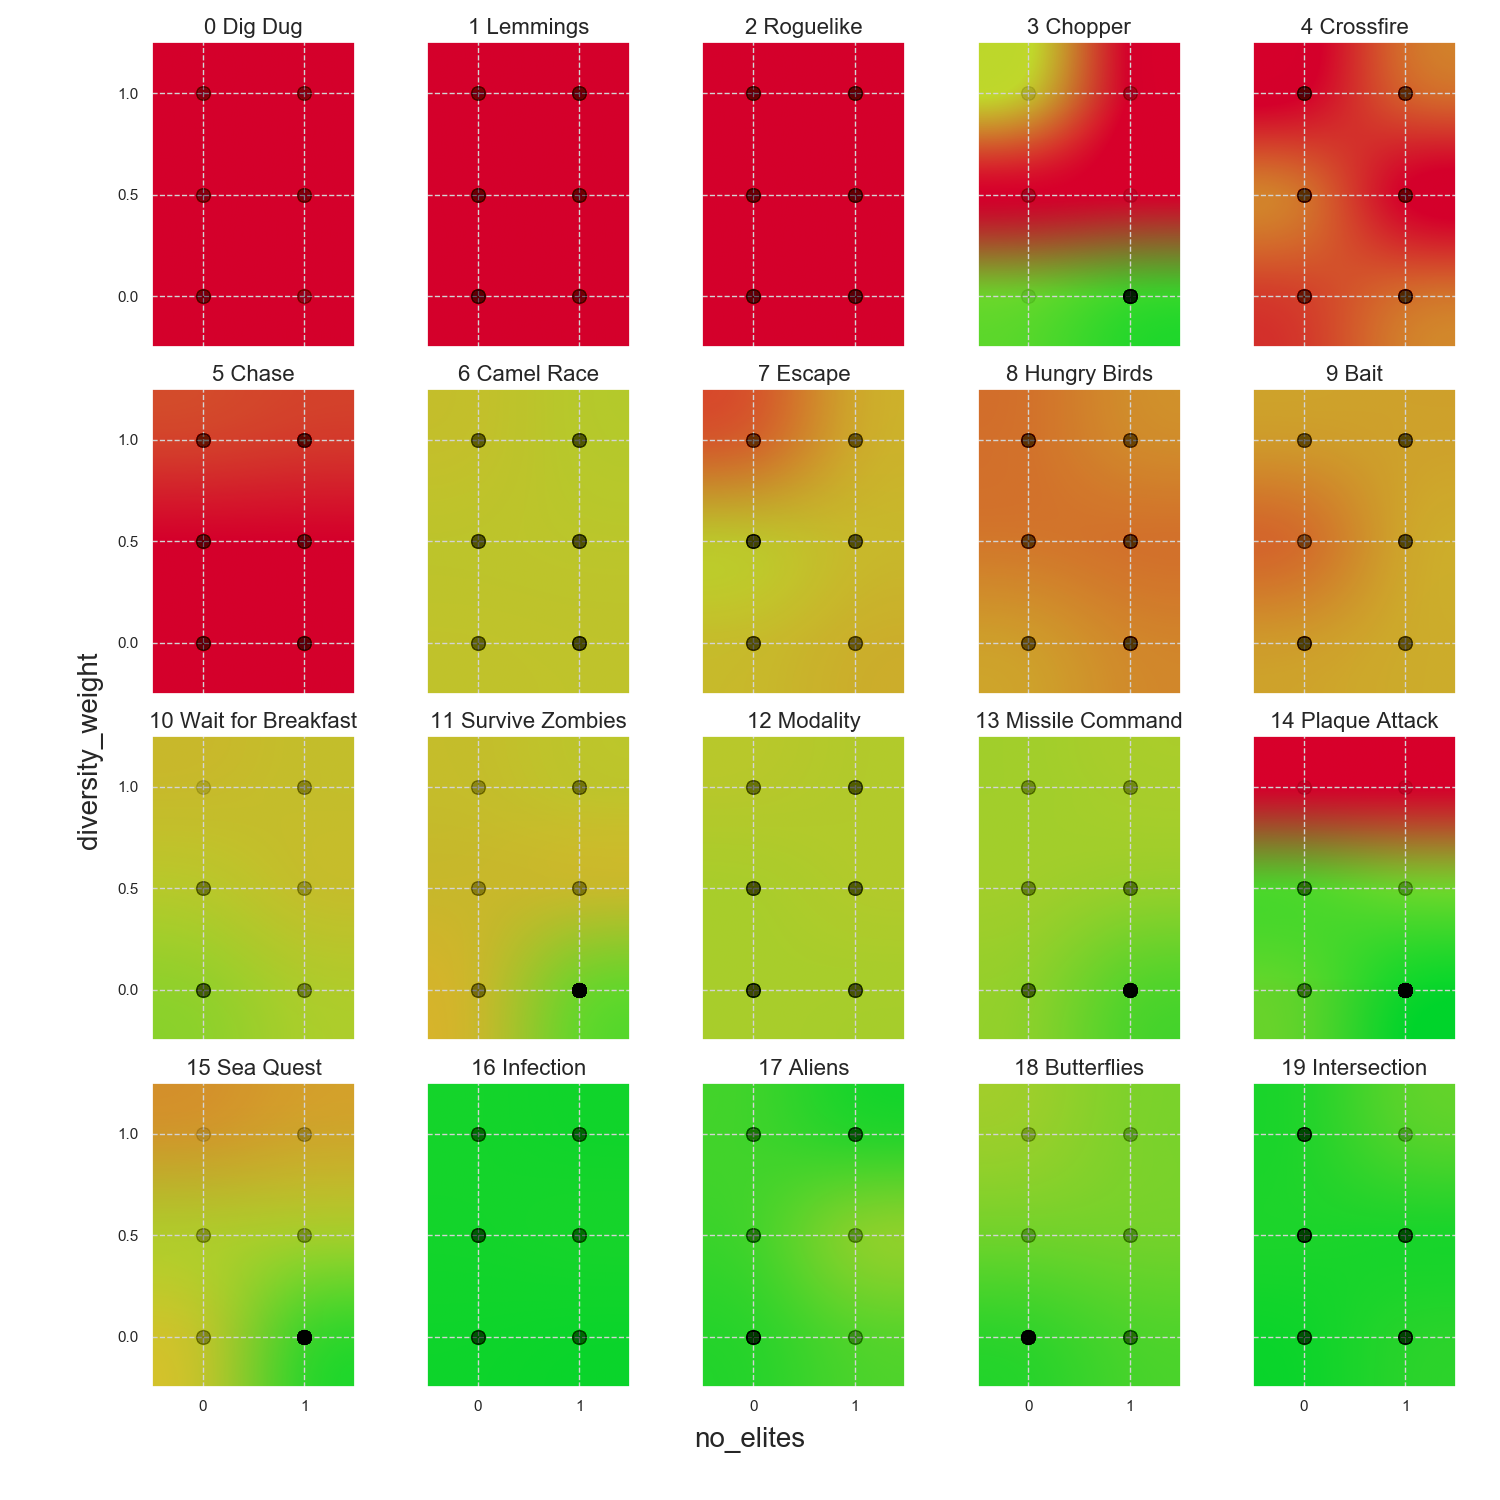 0 Dig Dug
1 Lemmings
2 Roguelike
3 Chopper
4 Crossfire
1.0
0.5
0.0
5 Chase
6 Camel Race
7 Escape
8 Hungry Birds
9 Bait
1.0
0.5
0.0
diversity_weight
10 Wait for Breakfast
11 Survive Zombies
12 Modality
13 Missile Command
14 Plaque Attack
1.0
0.5
0.0
15 Sea Quest
16 Infection
17 Aliens
18 Butterflies
19 Intersection
1.0
0.5
0.0
0 1 0 1 0 1 0 1 0 1
no_elites